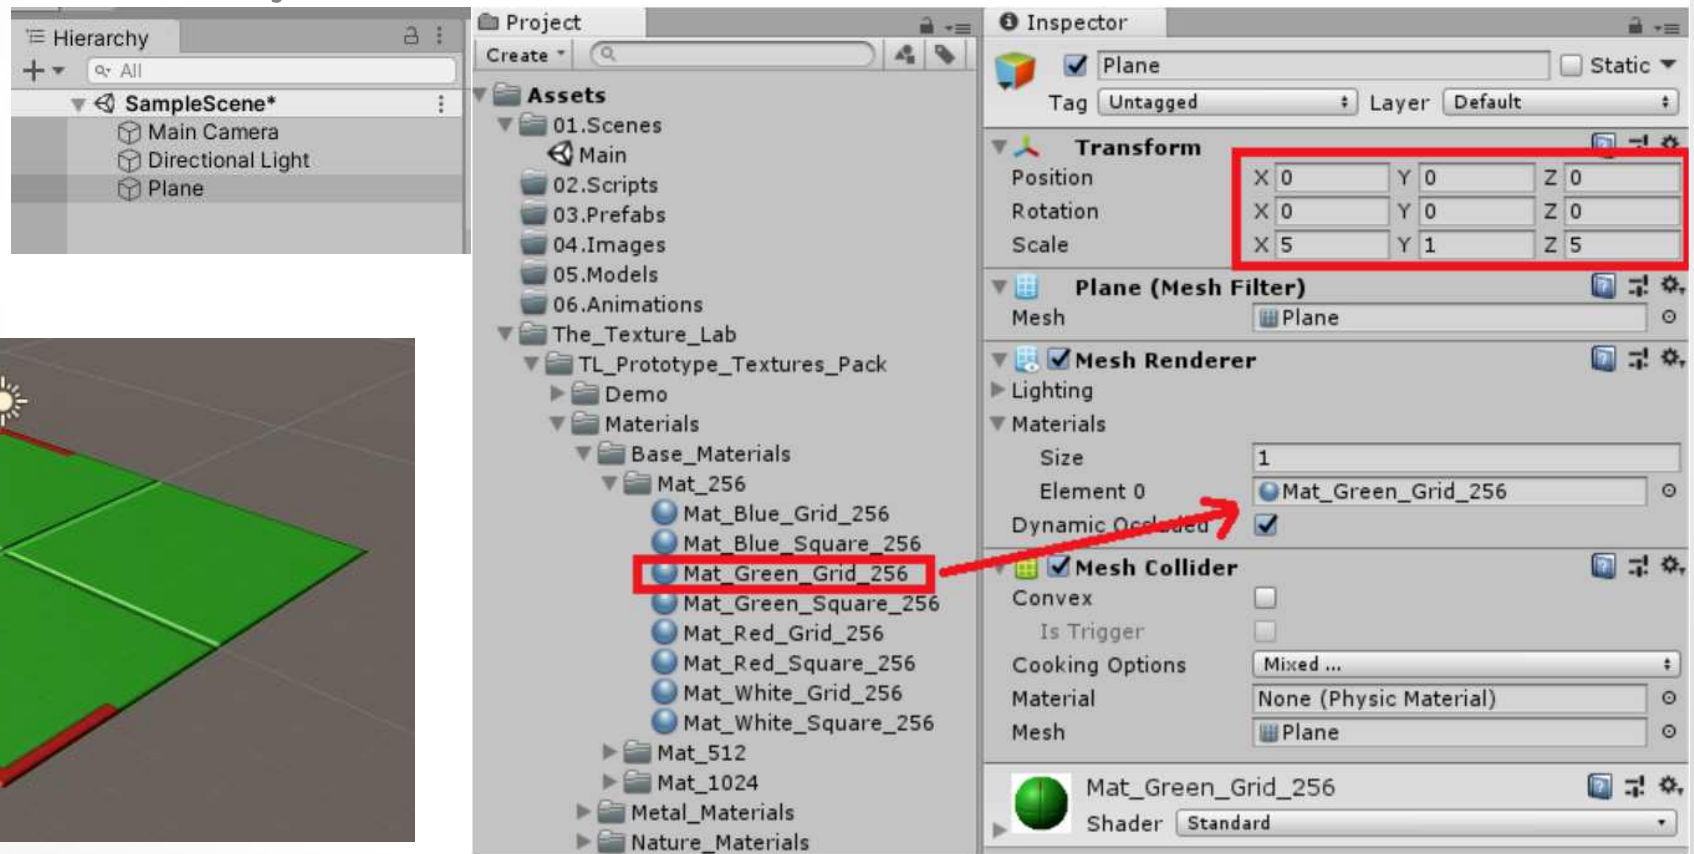 Hierarchy
All
SampleScene*
Main Camera
Directional Light
Plane
Project
Create
Assets
01.Scenes
Main
02.Scripts
03.Prefabs
04.Images
05.Models
06.Animations
The_Texture_Lab
TL_Prototype_Textures_Pack
Demo
Materials
Base_Materials
Mat_256
Mat_Blue_Grid_256
Mat_Blue_Square_256
Mat_Green_Grid_256
Mat_Green_Square_256
Mat_Red_Grid_256
Mat_Red_Square_256
Mat_White_Grid_256
Mat_White_Square_256
Mat_512
Mat_1024
Metal_Materials
Nature_Materials
Inspector
Plane Static
Tag Untagged Layer Default
Transform
Position X 0 Y 0 Z 0
Rotation X 0 Y 0 Z 0
Scale X 5 Y 1 Z 5
Plane (Mesh Filter)
Mesh Plane
Mesh Renderer
Lighting
Materials
Size 1
Element 0 Mat_Green_Grid_256
Dynamic Occluded
Mesh Collider
Convex
Is Trigger
Cooking Options Mixed ...
Material None (Physic Material)
Mesh Plane
Mat_Green_Grid_256
Shader Standard